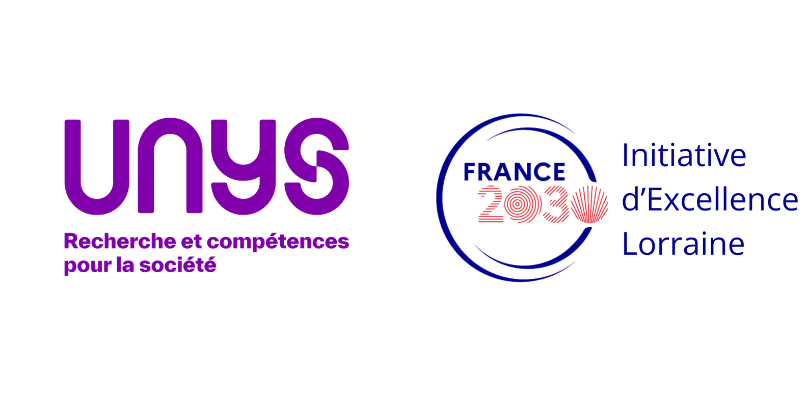 unys
Recherche et compétences
pour la société
FRANCE
2030
Initiative
d'Excellence
Lorraine